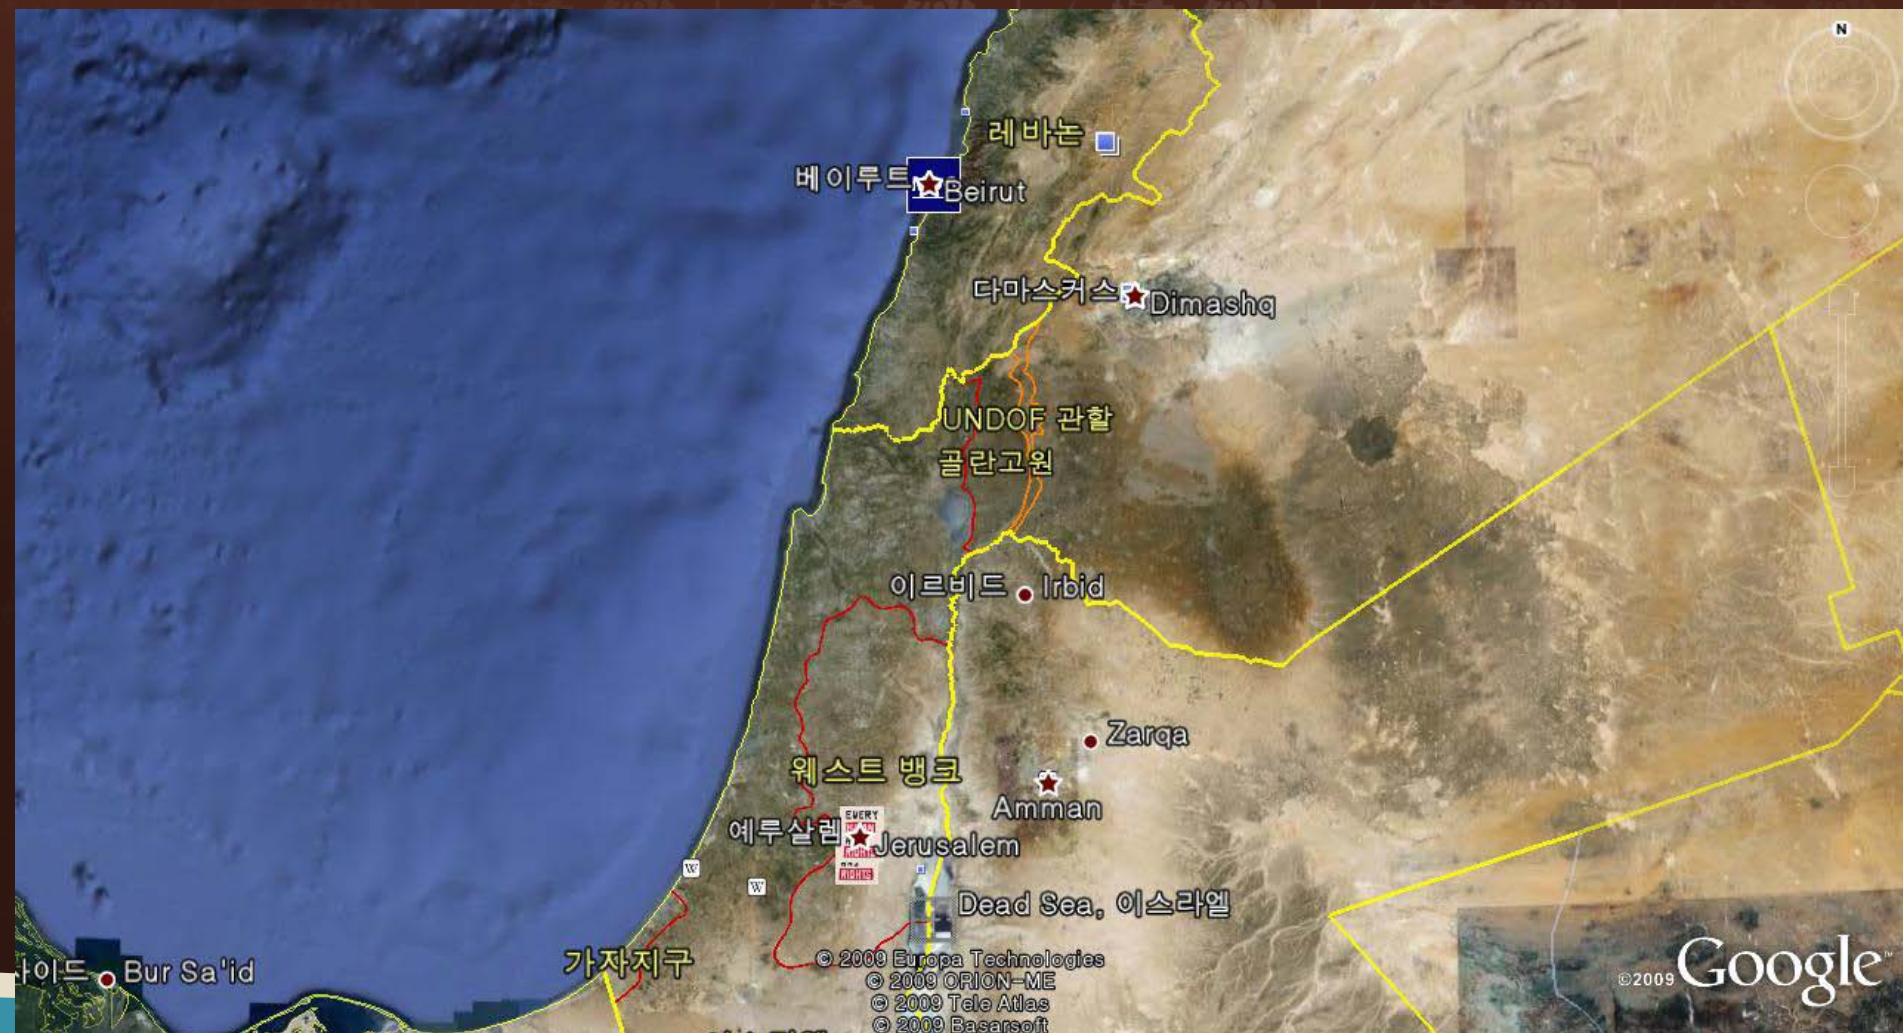 N
레바논
베이루트 Beirut
다마스커스 Dimashq
UNDOF 관할
골란고원
이르비드 Irbid
Zarqa
웨스트 뱅크
Amman
EVERY
예루살렘 Jerusalem
RIGHTS
W
W
Dead Sea, 이스라엘
가자지구
사이드 Bur Sa'id
© 2009 Europa Technologies
© 2009 ORION-ME
© 2009 Tele Atlas
© 2009 Basarsoft
©2009 Google™